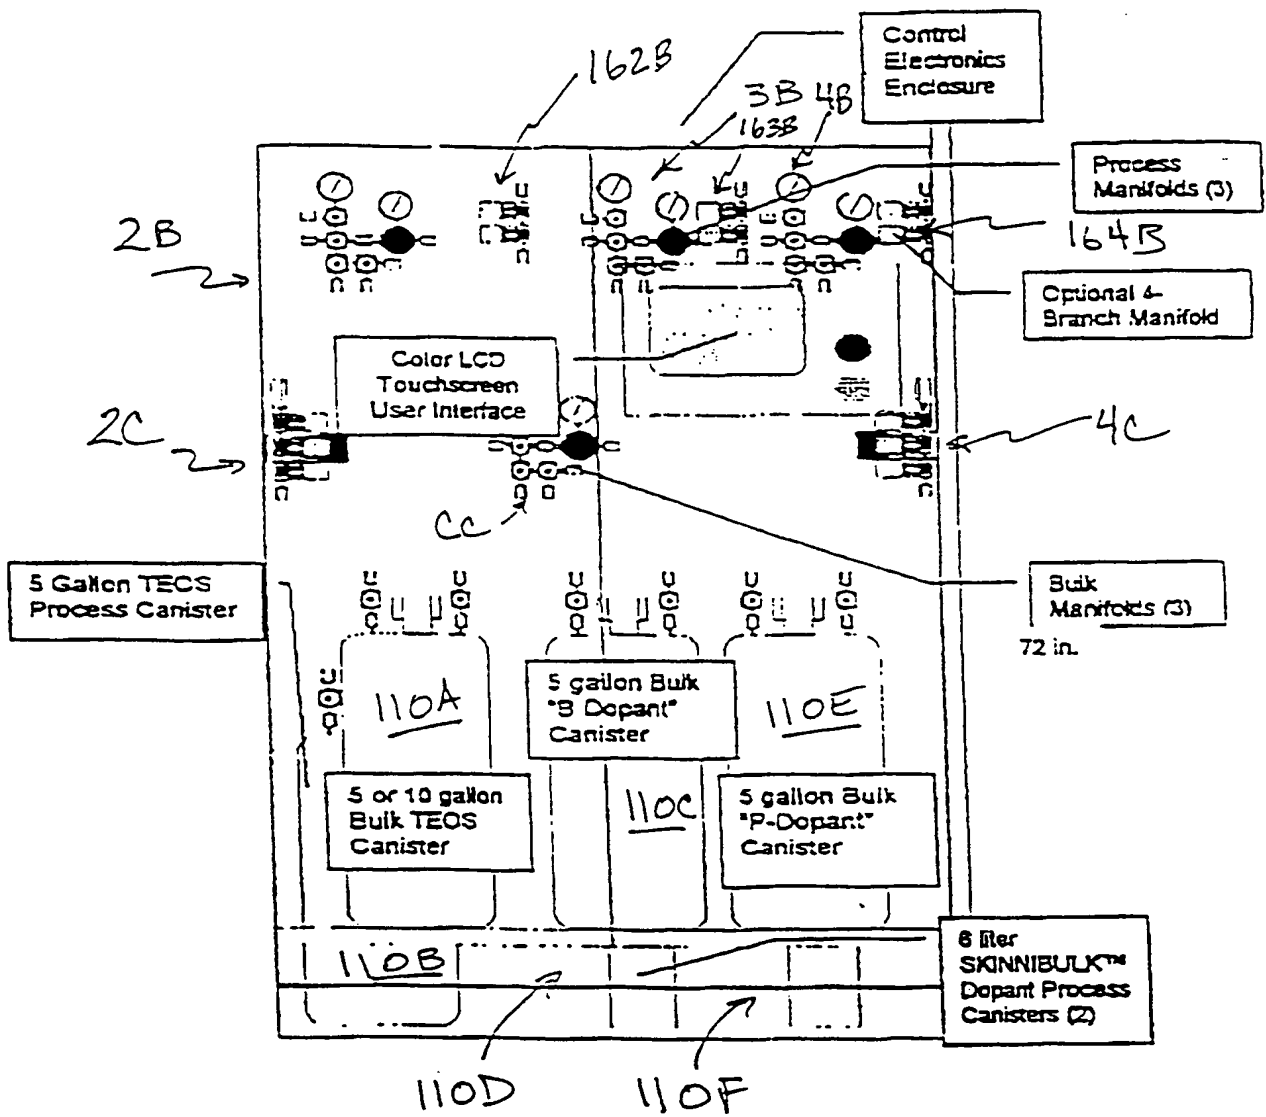 Control
Electronics
Enclosure
162B
3B
4B
163B
Process
Manifolds (3)
164B
2B
Optional 4-
Branch Manifold
Color LCD
Touchscreen
User Interface
2C
4C
CC
5 Gallon TEOS
Process Canister
Bulk
Manifolds (3)
72 in.
110A
5 gallon Bulk
"B Dopant"
Canister
110E
5 or 10 gallon
Bulk TEOS
Canister
110C
5 gallon Bulk
"P-Dopant"
Canister
110B
6 liter
SKINNIBULK™
Dopant Process
Canisters (2)
110D
110F